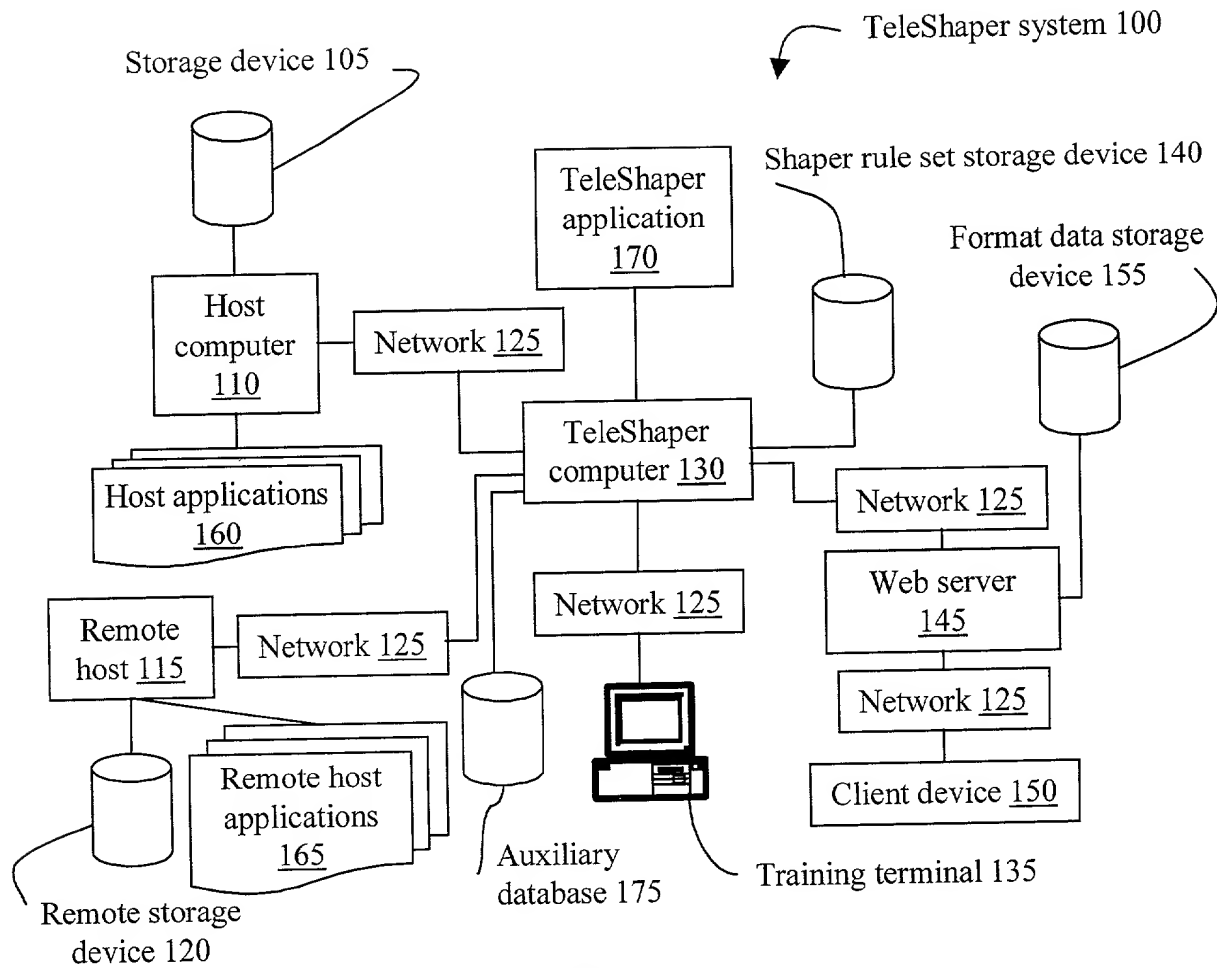 TeleShaper system 100
Storage device 105
Shaper rule set storage device 140
TeleShaper
application
170
Format data storage
device 155
Host
computer
110
Network 125
TeleShaper
computer 130
Host applications
160
Network 125
Web server
145
Network 125
Remote
host 115
Network 125
Network 125
Remote host
applications
165
Client device 150
Auxiliary
database 175
Training terminal 135
Remote storage
device 120